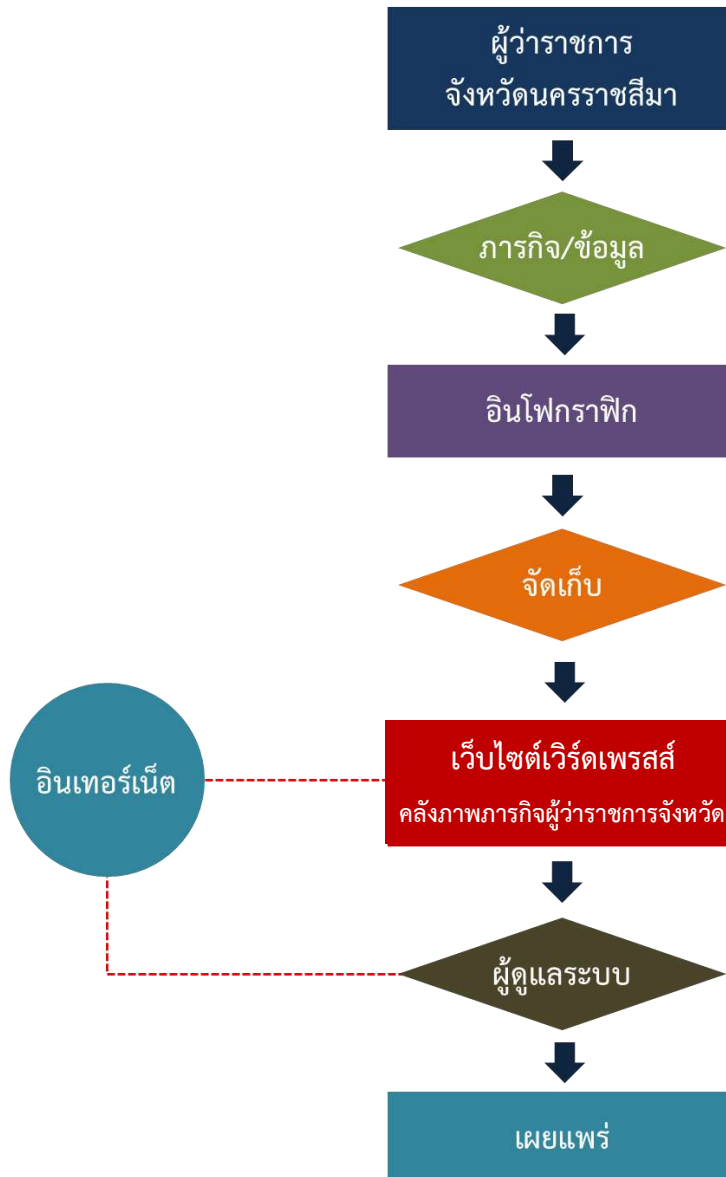 ผู้ว่าราชการ
จังหวัดนครราชสีมา
ภารกิจ/ข้อมูล
อินโฟกราฟิก
จัดเก็บ
เว็บไซต์เวิร์ดเพรสส์
คลังภาพภารกิจผู้ว่าราชการจังหวัด
อินเทอร์เน็ต
ผู้ดูแลระบบ
เผยแพร่